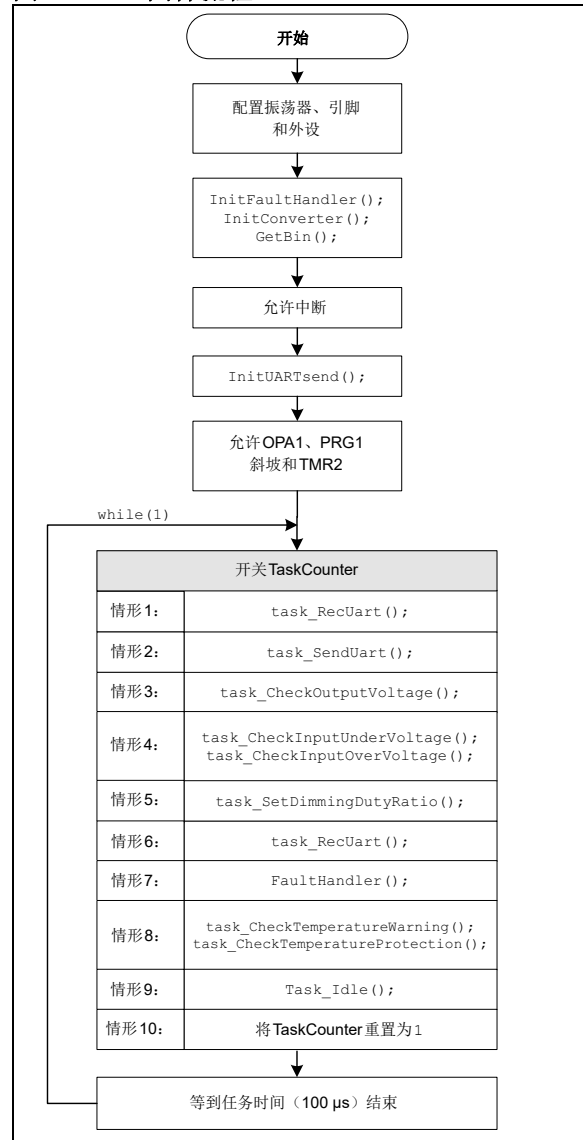 开始
配置振荡器、引脚
和外设
InitFaultHandler();
InitConverter();
GetBin();
允许中断
InitUARTsend();
允许OPA1、PRG1
斜坡和TMR2
while(1)
开关TaskCounter
情形1： task_RecUart();
情形2： task_SendUart();
情形3： task_CheckOutputVoltage();
情形4： task_CheckInputUnderVoltage();
task_CheckInputOverVoltage();
情形5： task_SetDimmingDutyRatio();
情形6： task_RecUart();
情形7： FaultHandler();
情形8： task_CheckTemperatureWarning();
task_CheckTemperatureProtection();
情形9： Task_Idle();
情形10： 将TaskCounter重置为1
等到任务时间（100 µs）结束